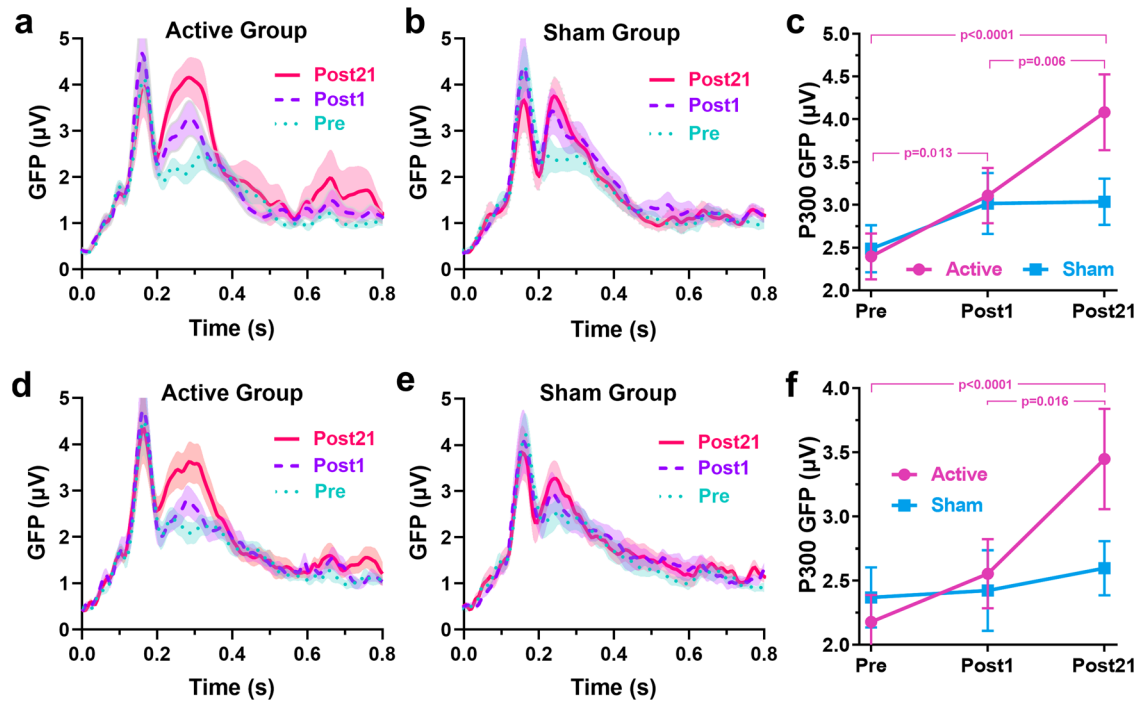 a
Active Group
5
4
3
2
1
0
GFP (µV)
Post21
Post1
Pre
0.0 0.2 0.4 0.6 0.8
Time (s)
b
Sham Group
5
4
3
2
1
0
GFP (µV)
Post21
Post1
Pre
0.0 0.2 0.4 0.6 0.8
Time (s)
c
5.0
4.5
4.0
3.5
3.0
2.5
2.0
P300 GFP (µV)
p<0.0001
p=0.006
p=0.013
Active Sham
Pre Post1 Post21
d
Active Group
5
4
3
2
1
0
GFP (µV)
Post21
Post1
Pre
0.0 0.2 0.4 0.6 0.8
Time (s)
e
Sham Group
5
4
3
2
1
0
GFP (µV)
Post21
Post1
Pre
0.0 0.2 0.4 0.6 0.8
Time (s)
f
4.0
3.5
3.0
2.5
2.0
P300 GFP (µV)
p<0.0001
p=0.016
Active
Sham
Pre Post1 Post21